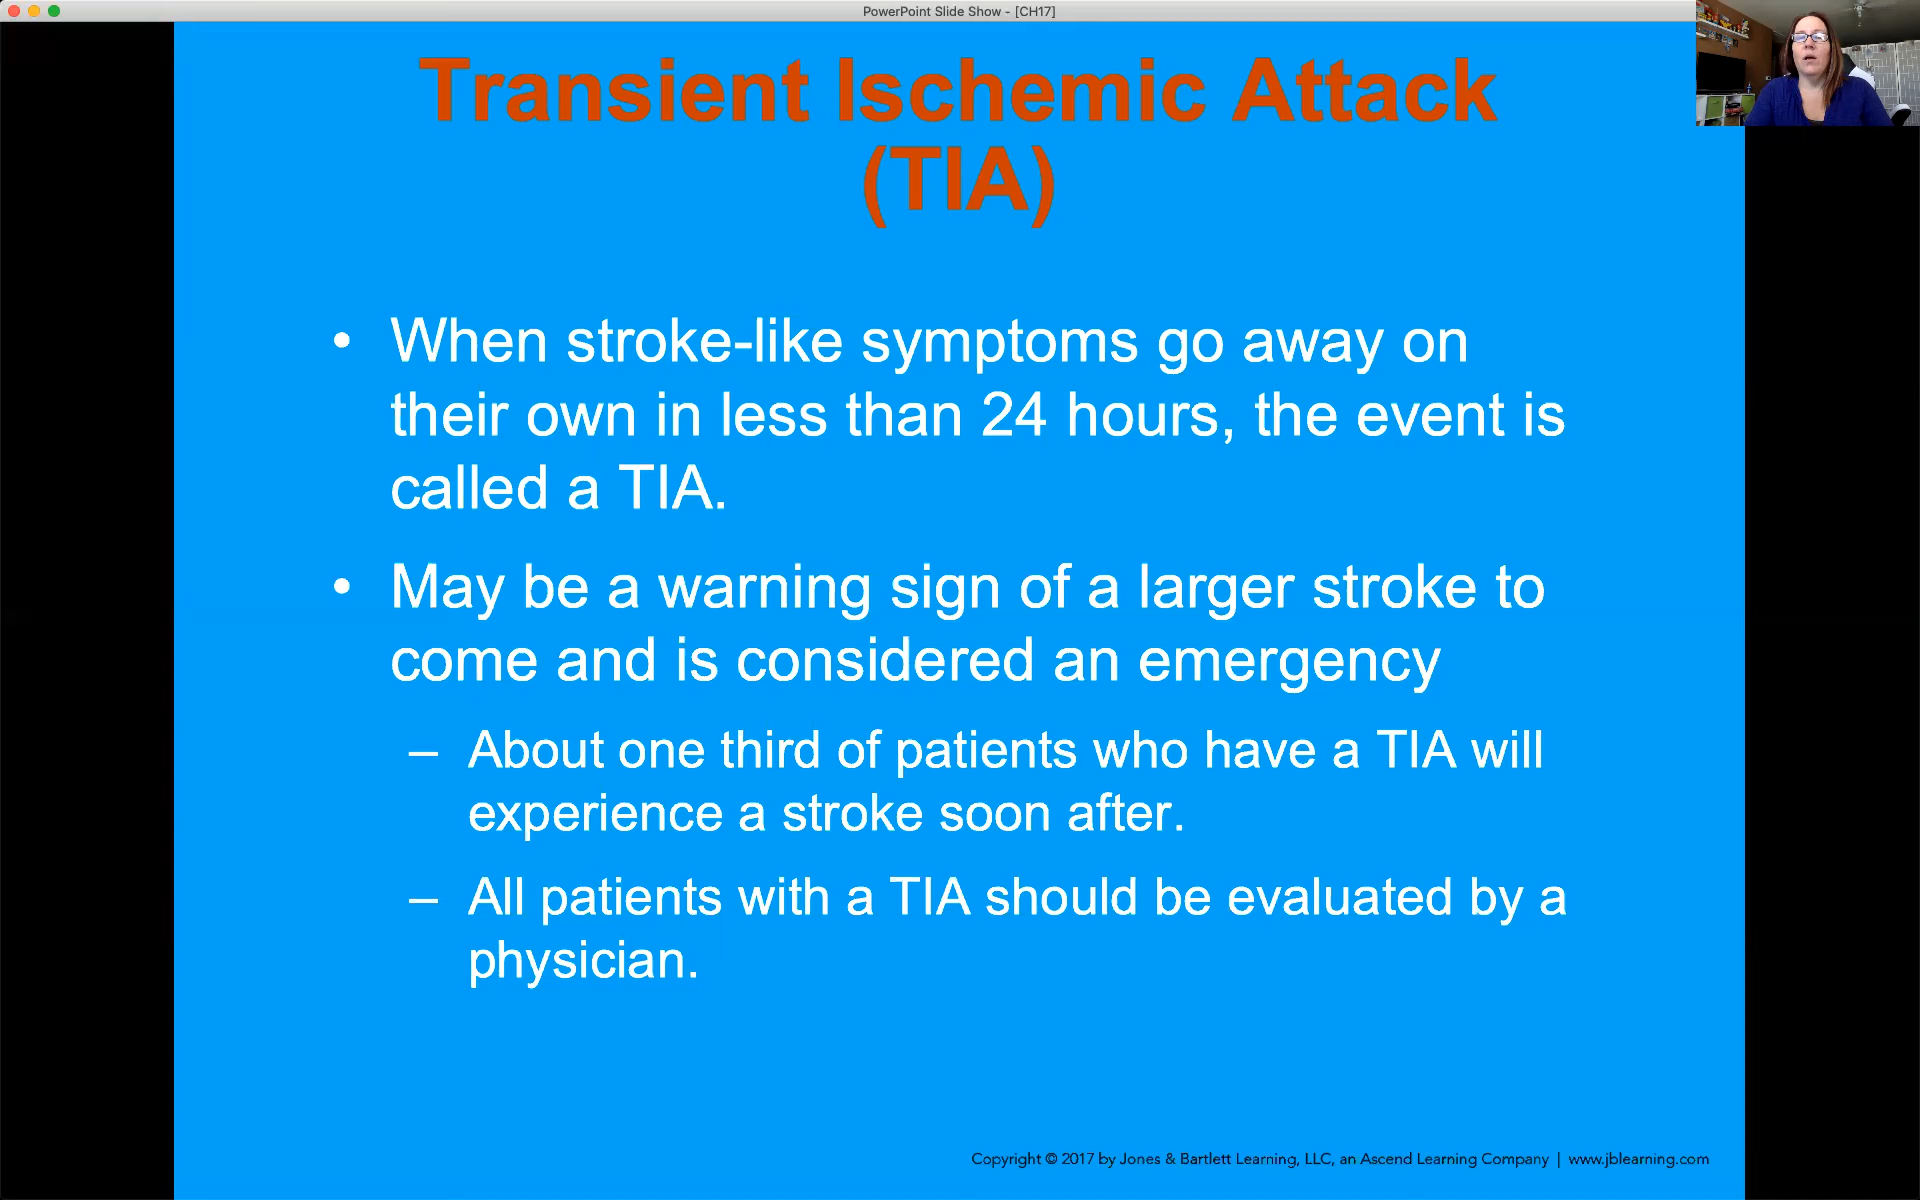 PowerPoint Slide Show - [CH17]
Transient Ischemic Attack
(TIA)
• When stroke-like symptoms go away on
their own in less than 24 hours, the event is
called a TIA.
• May be a warning sign of a larger stroke to
come and is considered an emergency
– About one third of patients who have a TIA will
experience a stroke soon after.
– All patients with a TIA should be evaluated by a
physician.
Copyright © 2017 by Jones & Bartlett Learning, LLC, an Ascend Learning Company | www.jblearning.com